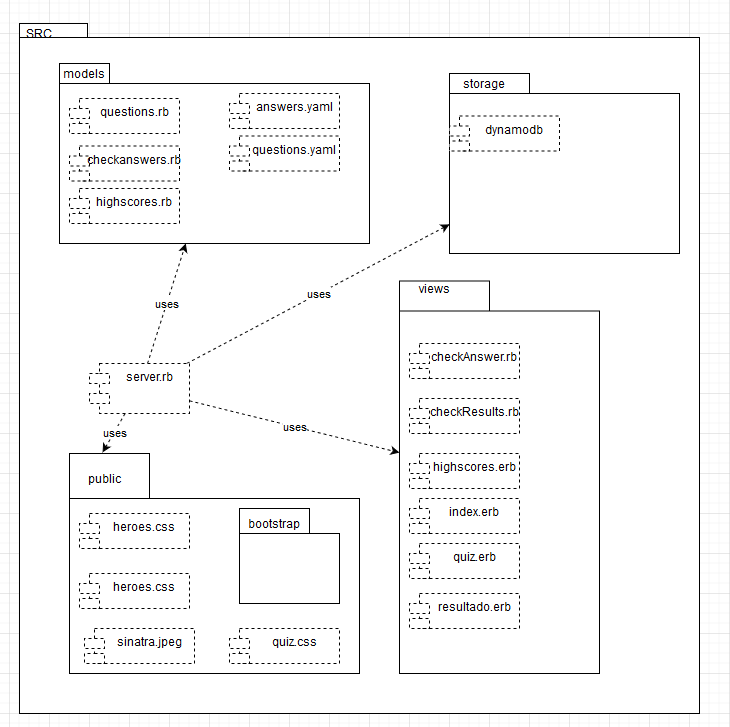 SRC
models
questions.rb
answers.yaml
checkanswers.rb
questions.yaml
highscores.rb
storage
dynamodb
uses
uses
server.rb
uses
uses
views
checkAnswer.rb
checkResults.rb
highscores.erb
index.erb
quiz.erb
resultado.erb
public
heroes.css
bootstrap
heroes.css
sinatra.jpeg
quiz.css